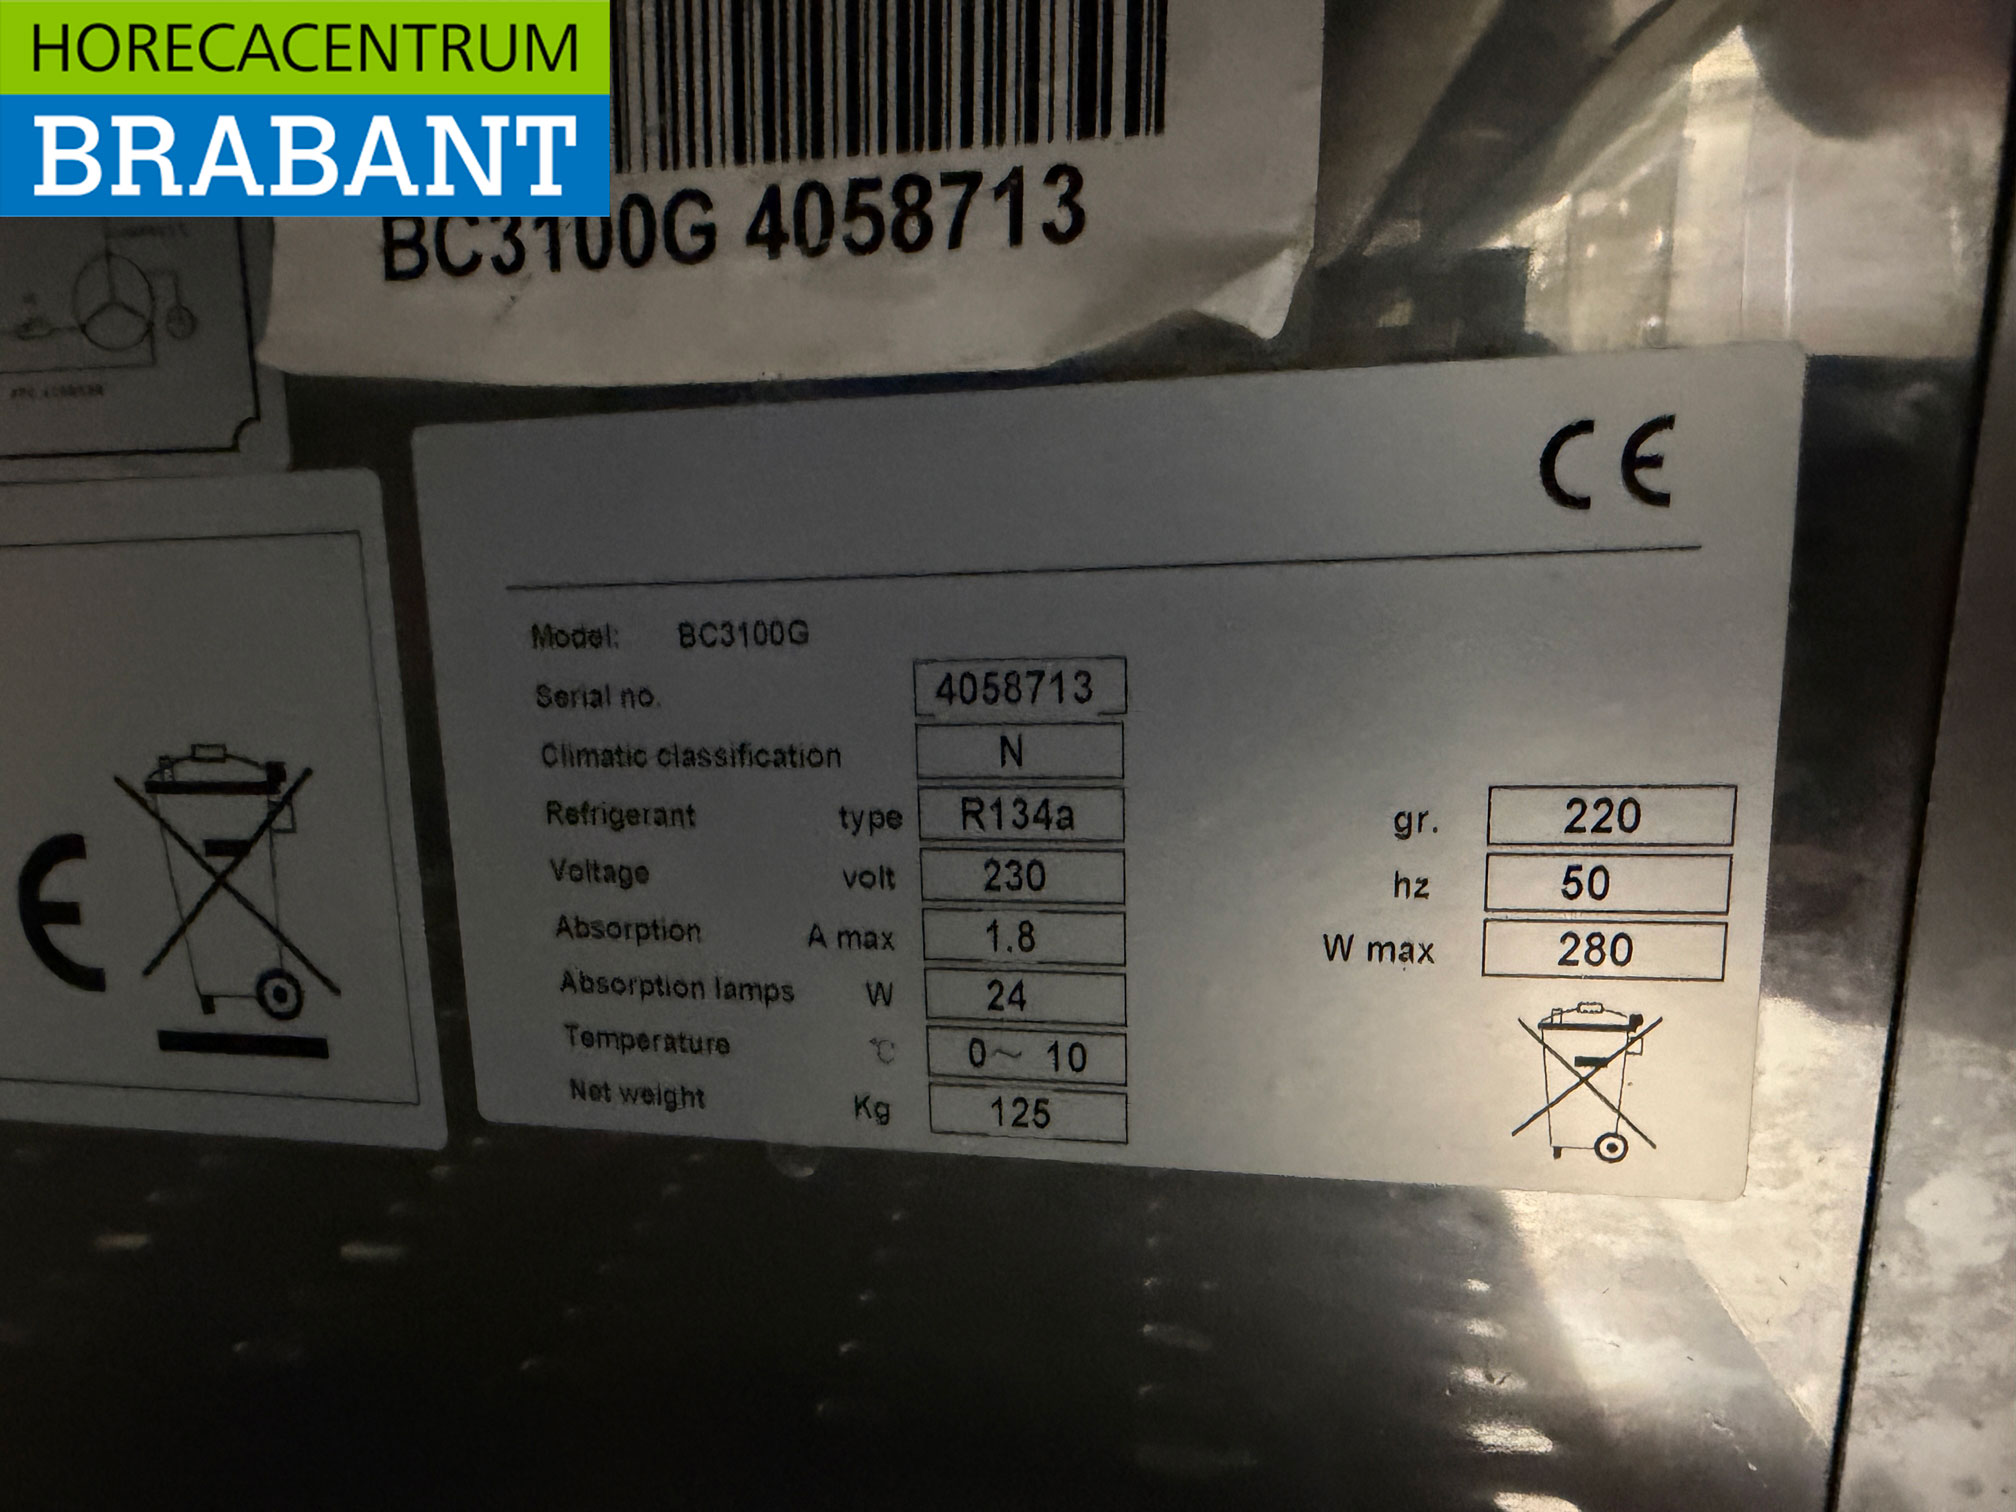 HORECACENTRUM
BRABANT
BC3100G 4058713
CE
Model: BC3100G
Serial no. 4058713
Climatic classification N
Refrigerant type R134a gr. 220
Voltage volt 230 hz 50
Absorption A max 1.8 W max 280
Absorption lamps W 24
Temperature °C 0~ 10
Net weight Kg 125